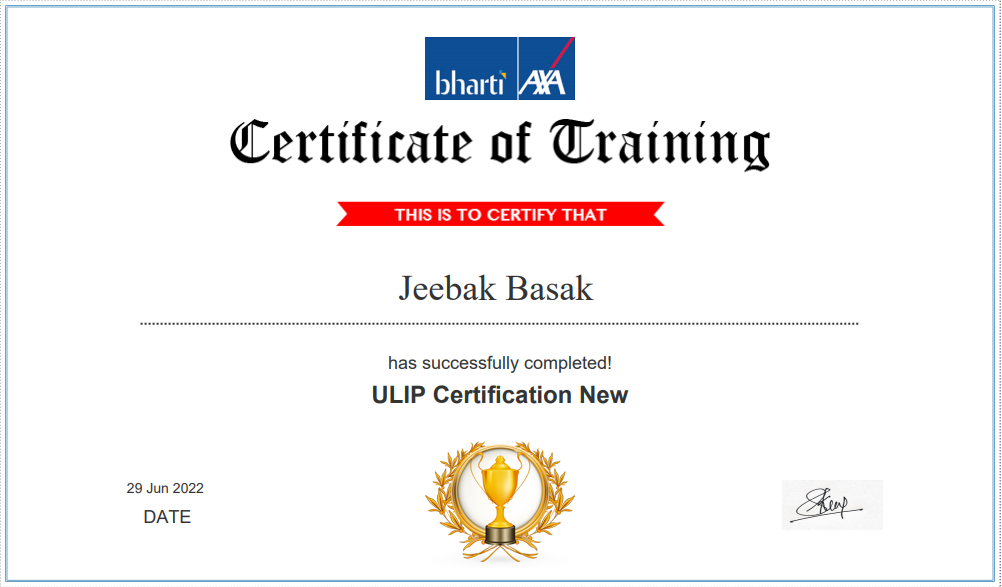 bharti AXA
Certificate of Training
THIS IS TO CERTIFY THAT
Jeebak Basak
has successfully completed!
ULIP Certification New
29 Jun 2022
DATE